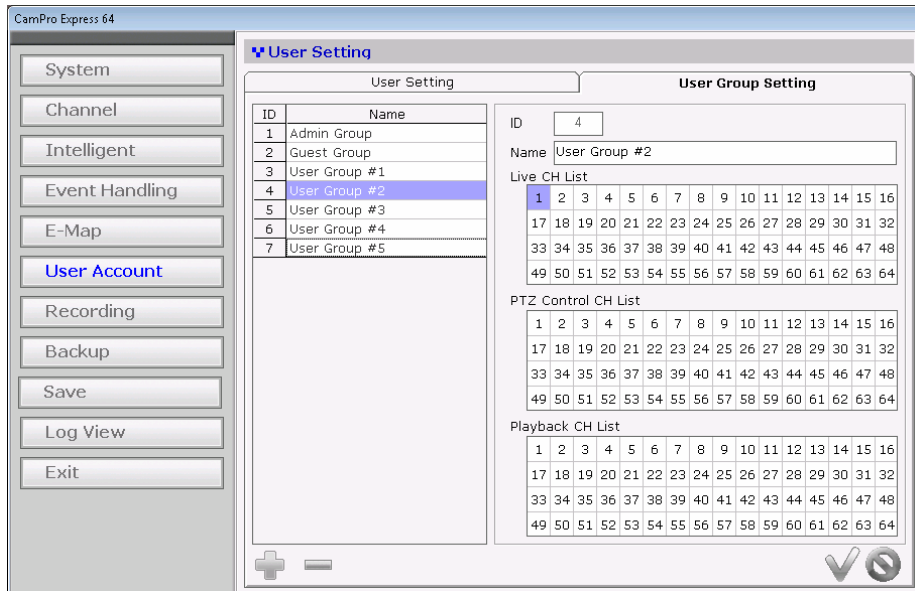 CamPro Express 64
System
Channel
Intelligent
Event Handling
E-Map
User Account
Recording
Backup
Save
Log View
Exit
User Setting
User Setting
User Group Setting
ID Name
1 Admin Group
2 Guest Group
3 User Group #1
4 User Group #2
5 User Group #3
6 User Group #4
7 User Group #5
ID 4
Name User Group #2
Live CH List
1 2 3 4 5 6 7 8 9 10 11 12 13 14 15 16
17 18 19 20 21 22 23 24 25 26 27 28 29 30 31 32
33 34 35 36 37 38 39 40 41 42 43 44 45 46 47 48
49 50 51 52 53 54 55 56 57 58 59 60 61 62 63 64
PTZ Control CH List
1 2 3 4 5 6 7 8 9 10 11 12 13 14 15 16
17 18 19 20 21 22 23 24 25 26 27 28 29 30 31 32
33 34 35 36 37 38 39 40 41 42 43 44 45 46 47 48
49 50 51 52 53 54 55 56 57 58 59 60 61 62 63 64
Playback CH List
1 2 3 4 5 6 7 8 9 10 11 12 13 14 15 16
17 18 19 20 21 22 23 24 25 26 27 28 29 30 31 32
33 34 35 36 37 38 39 40 41 42 43 44 45 46 47 48
49 50 51 52 53 54 55 56 57 58 59 60 61 62 63 64